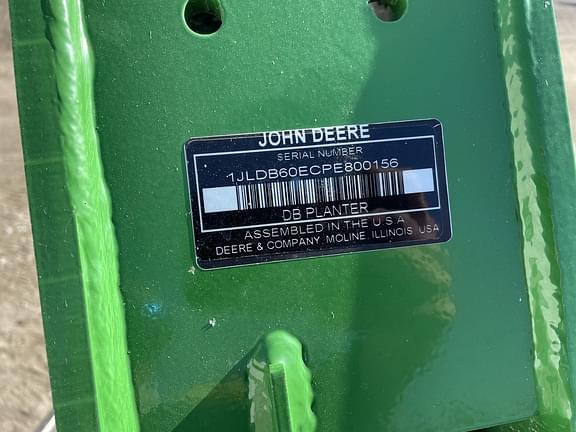 JOHN DEERE
SERIAL NUMBER
1JLDB60ECPE800156
DB PLANTER
ASSEMBLED IN THE U.S.A
DEERE & COMPANY MOLINE, ILLINOIS USA